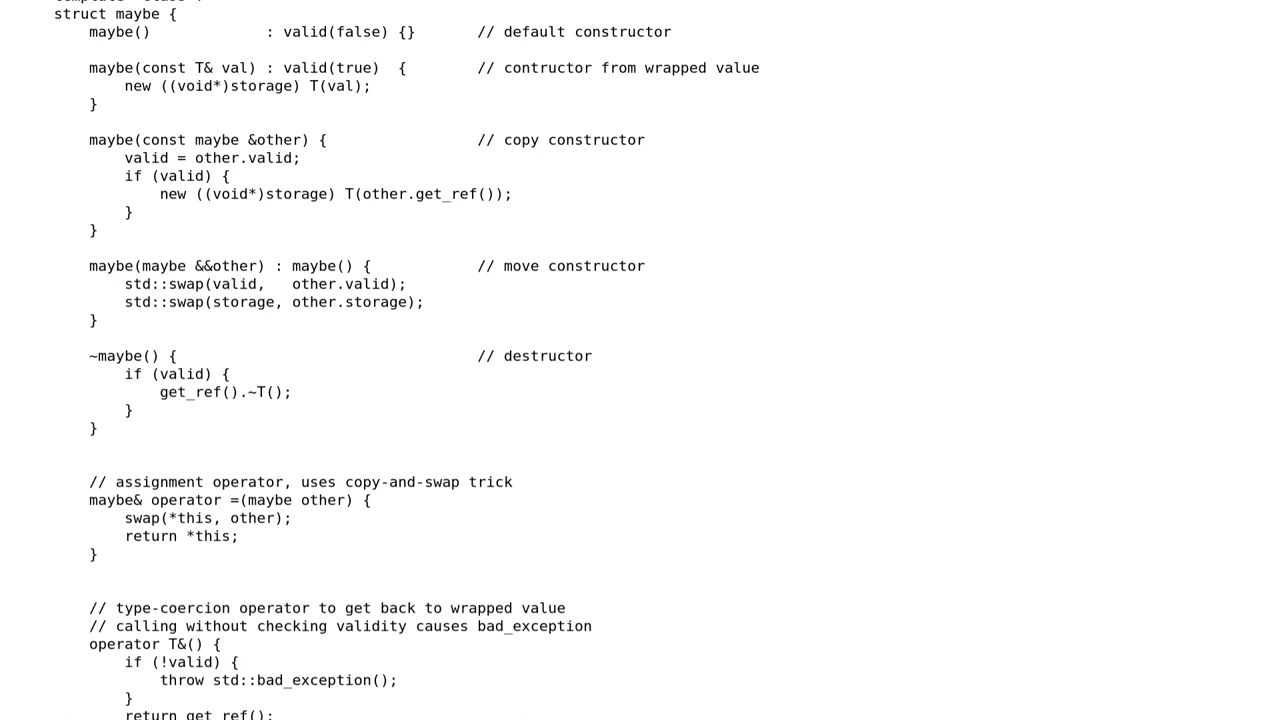 struct maybe {
    maybe()             : valid(false) {}       // default constructor

    maybe(const T& val) : valid(true)  {        // contructor from wrapped value
        new ((void*)storage) T(val);
    }

    maybe(const maybe &other) {                 // copy constructor
        valid = other.valid;
        if (valid) {
            new ((void*)storage) T(other.get_ref());
        }
    }

    maybe(maybe &&other) : maybe() {            // move constructor
        std::swap(valid,   other.valid);
        std::swap(storage, other.storage);
    }

    ~maybe() {                                  // destructor
        if (valid) {
            get_ref().~T();
        }
    }


    // assignment operator, uses copy-and-swap trick
    maybe& operator =(maybe other) {
        swap(*this, other);
        return *this;
    }


    // type-coercion operator to get back to wrapped value
    // calling without checking validity causes bad_exception
    operator T&() {
        if (!valid) {
            throw std::bad_exception();
        }
        return get_ref();